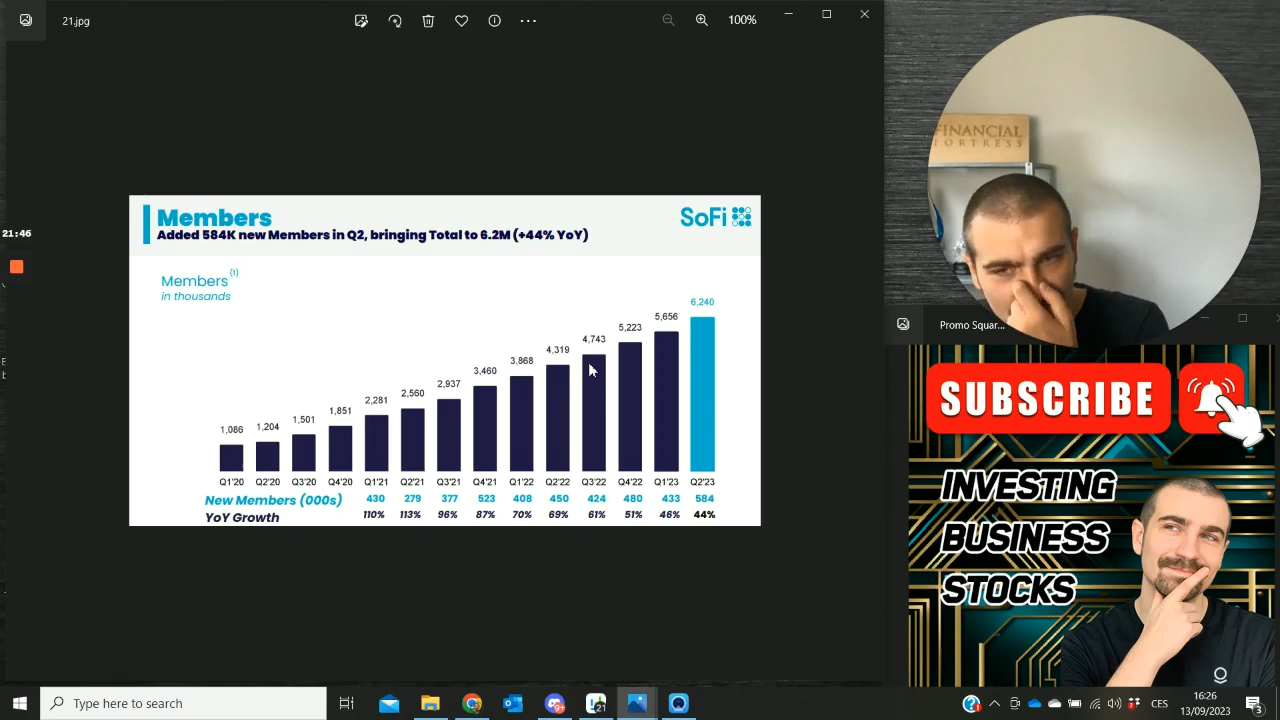 21.jpg
100%
21:46
Members
SoFi
Added 584K new Members in Q2, bringing Total to 6.2M (+44% YoY)
Members(1)
in thousands
1,086
1,204
1,501
1,851
2,281
2,560
2,937
3,460
3,868
4,319
4,743
5,223
5,656
6,240
Q1'20 Q2'20 Q3'20 Q4'20 Q1'21 Q2'21 Q3'21 Q4'21 Q1'22 Q2'22 Q3'22 Q4'22 Q1'23 Q2'23
New Members (000s) 430 279 377 523 408 450 424 480 433 584
YoY Growth 110% 113% 96% 87% 70% 69% 61% 51% 46% 44%
FINANCIAL
FORTRESS
Promo Squar...
SUBSCRIBE
INVESTING
BUSINESS
STOCKS
Type here to search
21
CES
16:26
13/09/2023
3